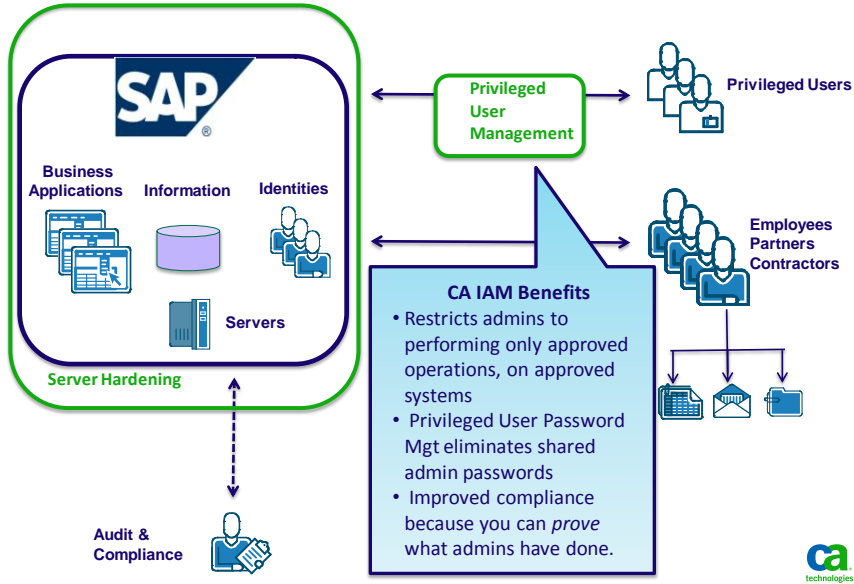 SAP
®
Business
Applications
Information
Identities
Servers
Server Hardening
Privileged
User
Management
Privileged Users
Employees
Partners
Contractors
CA IAM Benefits
• Restricts admins to
performing only approved
operations, on approved
systems
• Privileged User Password
Mgt eliminates shared
admin passwords
• Improved compliance
because you can prove
what admins have done.
Audit &
Compliance
ca
technologies